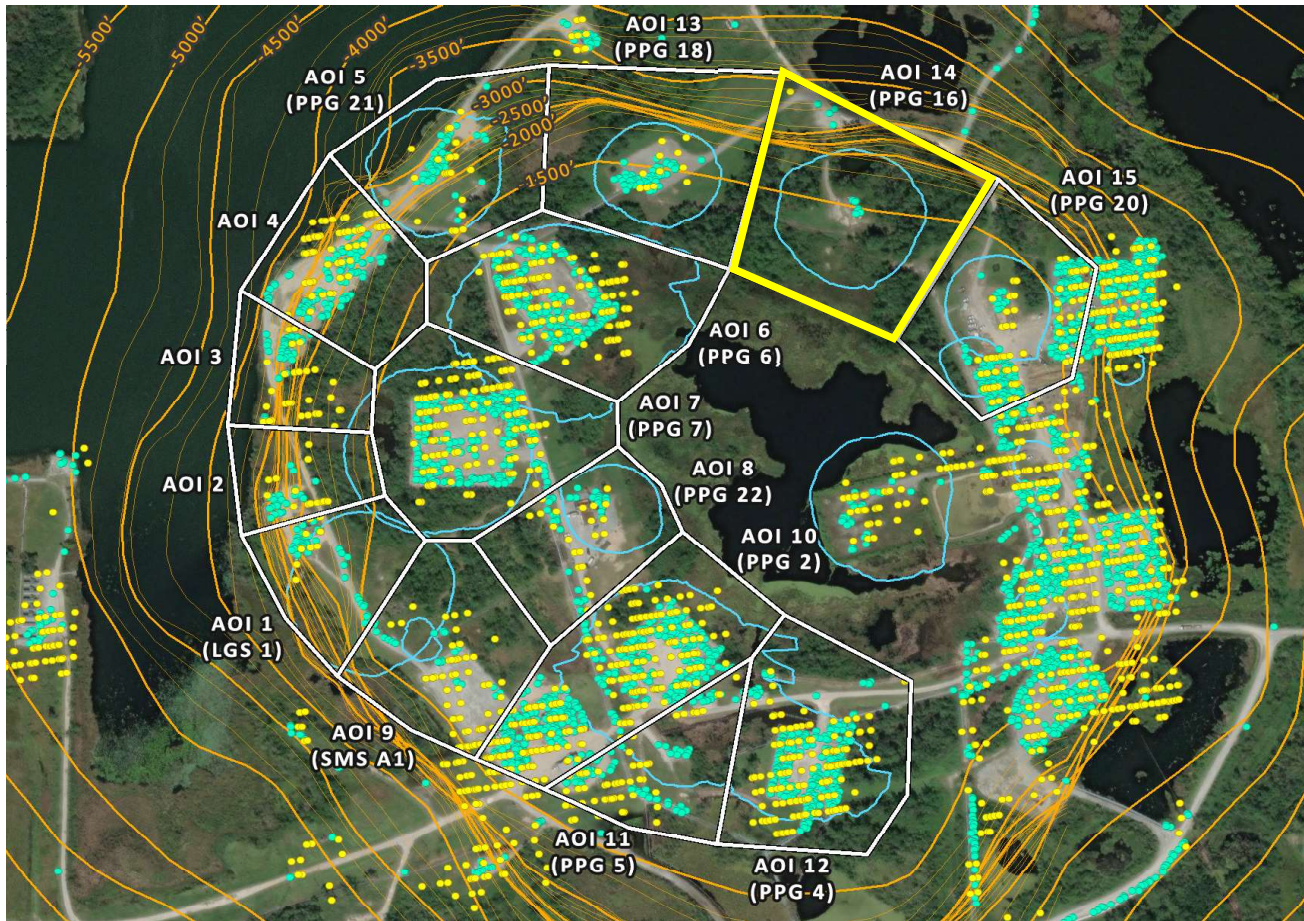 -5500'
-5000'
-4500'
-4000'
-3500'
-3000'
-2500'
-2000'
-1500'
AOI 13
(PPG 18)
AOI 14
(PPG 16)
AOI 5
(PPG 21)
AOI 15
(PPG 20)
AOI 4
AOI 3
AOI 6
(PPG 6)
AOI 7
(PPG 7)
AOI 2
AOI 8
(PPG 22)
AOI 10
(PPG 2)
AOI 1
(LGS 1)
AOI 9
(SMS A1)
AOI 11
(PPG 5)
AOI 12
(PPG 4)